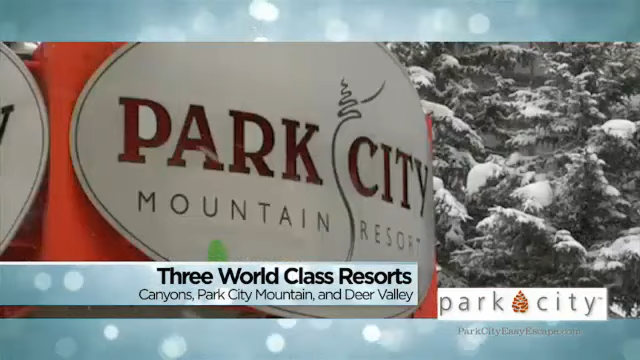 PARK CITY
MOUNTAIN RESORT
Three World Class Resorts
Canyons, Park City Mountain, and Deer Valley
park city
ParkCityEasyEscape.com